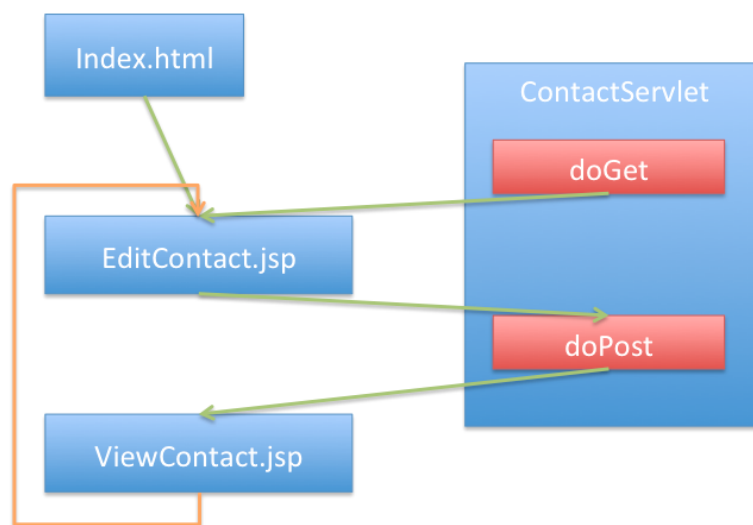 Index.html
ContactServlet
doGet
EditContact.jsp
doPost
ViewContact.jsp